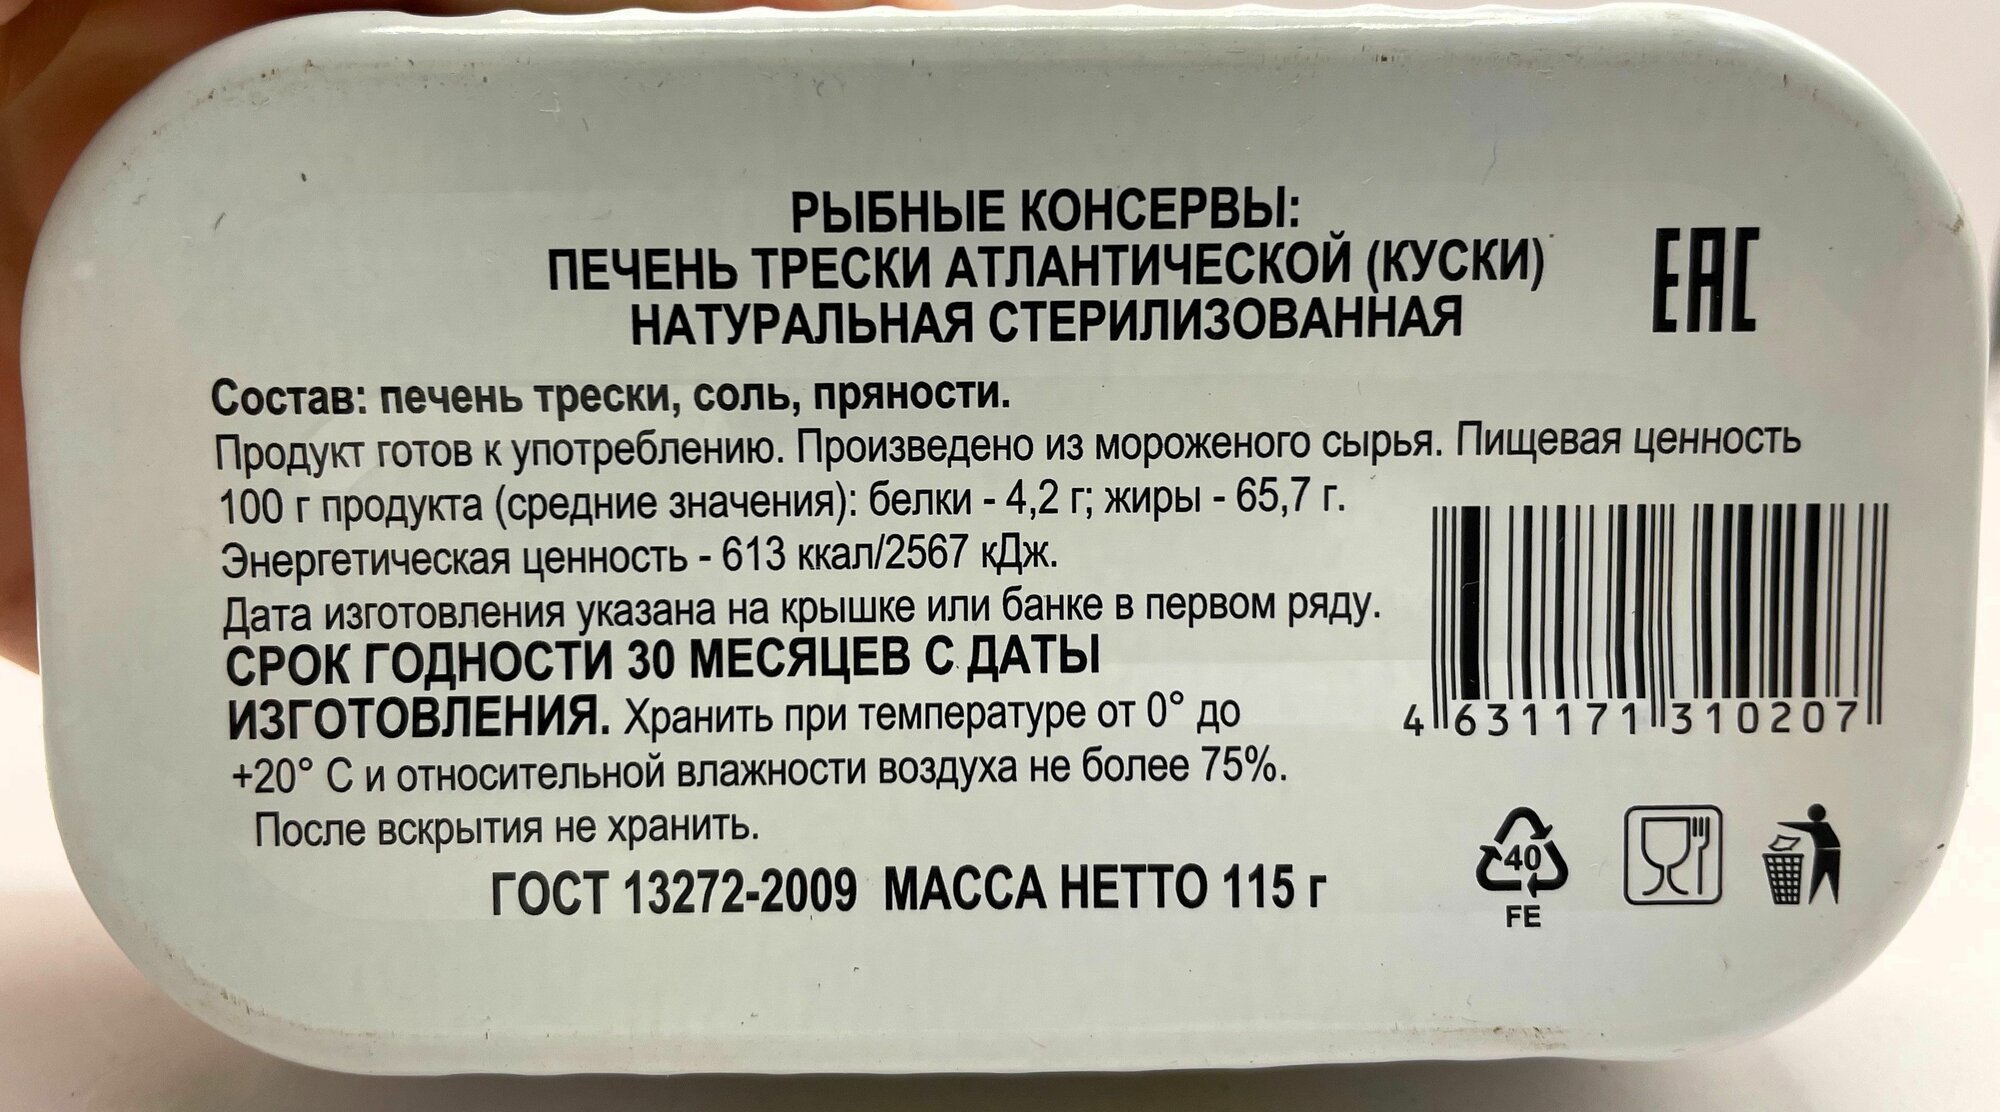 РЫБНЫЕ КОНСЕРВЫ:
ПЕЧЕНЬ ТРЕСКИ АТЛАНТИЧЕСКОЙ (КУСКИ)
НАТУРАЛЬНАЯ СТЕРИЛИЗОВАННАЯ
ЕАС
Состав: печень трески, соль, пряности.
Продукт готов к употреблению. Произведено из мороженого сырья. Пищевая ценность
100 г продукта (средние значения): белки - 4,2 г; жиры - 65,7 г.
Энергетическая ценность - 613 ккал/2567 кДж.
Дата изготовления указана на крышке или банке в первом ряду.
СРОК ГОДНОСТИ 30 МЕСЯЦЕВ С ДАТЫ
ИЗГОТОВЛЕНИЯ. Хранить при температуре от 0° до
+20° С и относительной влажности воздуха не более 75%.
После вскрытия не хранить.
ГОСТ 13272-2009 МАССА НЕТТО 115 г
4 631171 310207
40
FE